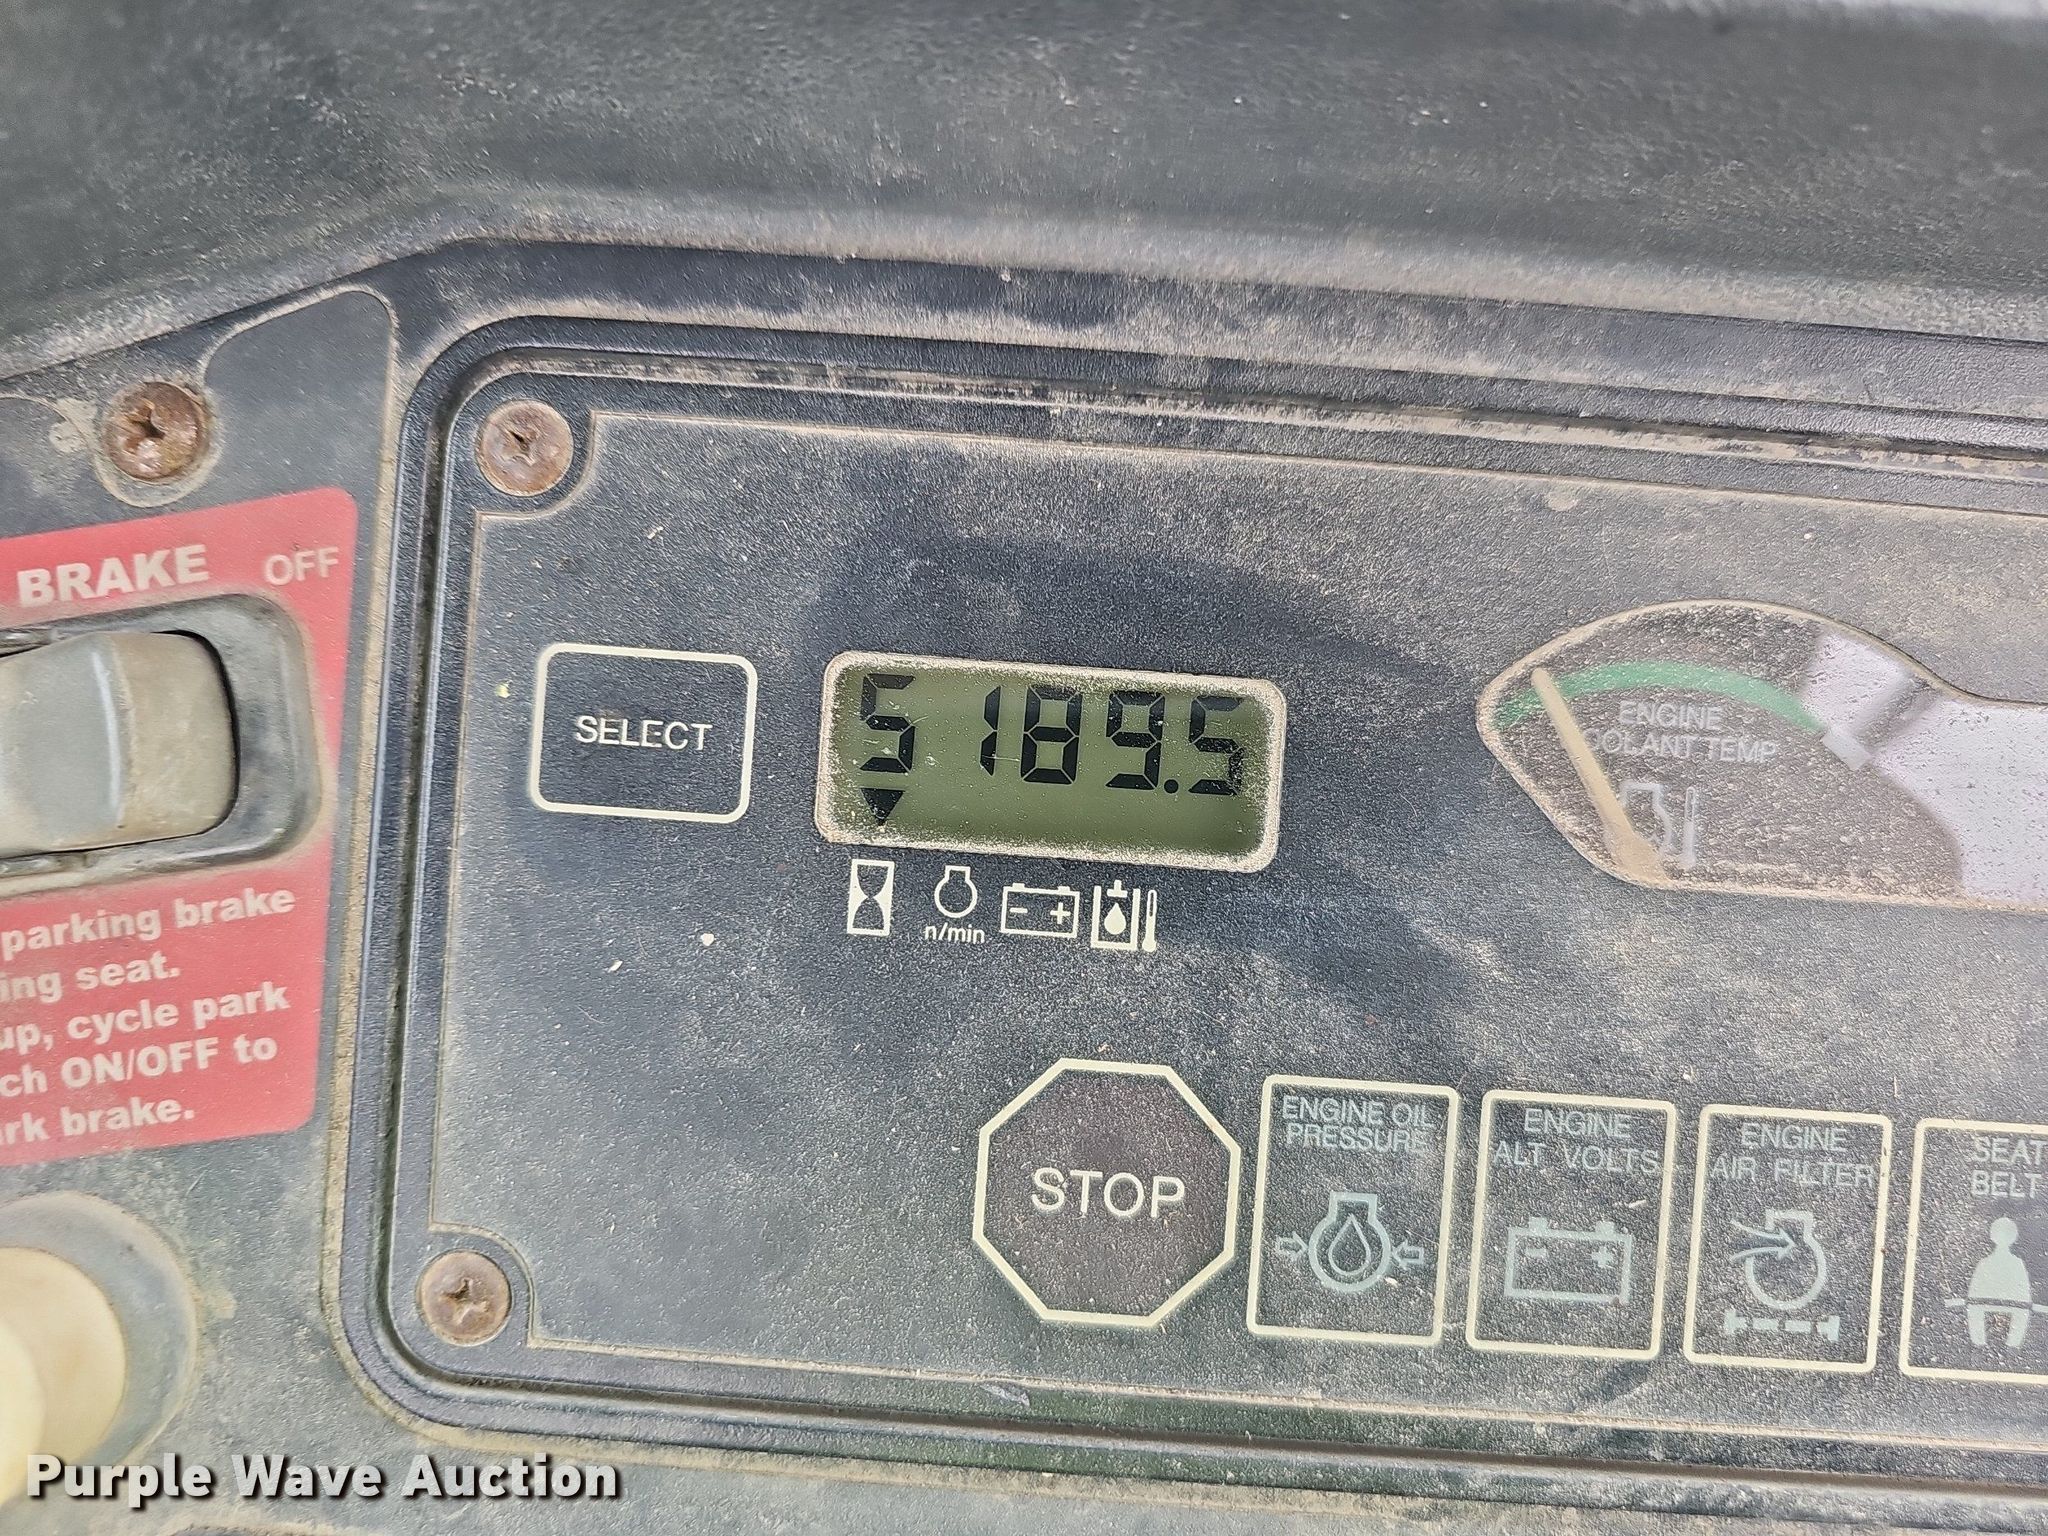 BRAKE OFF
parking brake
ing seat.
up, cycle park
ch ON/OFF to
rk brake.
SELECT
5189.5
n/min
ENGINE
COOLANT TEMP
STOP
ENGINE OIL
PRESSURE
ENGINE
ALT VOLTS
ENGINE
AIR FILTER
SEAT
BELT
Purple Wave Auction